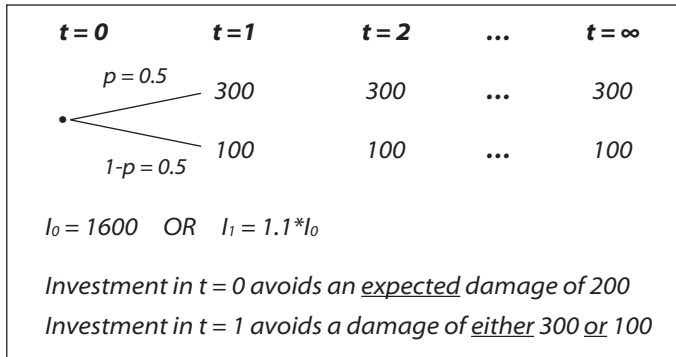 t = 0 t =1 t = 2 ... t = ∞
p = 0.5
300 300 ... 300
100 100 ... 100
1-p = 0.5
I₀ = 1600 OR I₁ = 1.1*I₀
Investment in t = 0 avoids an expected damage of 200
Investment in t = 1 avoids a damage of either 300 or 100